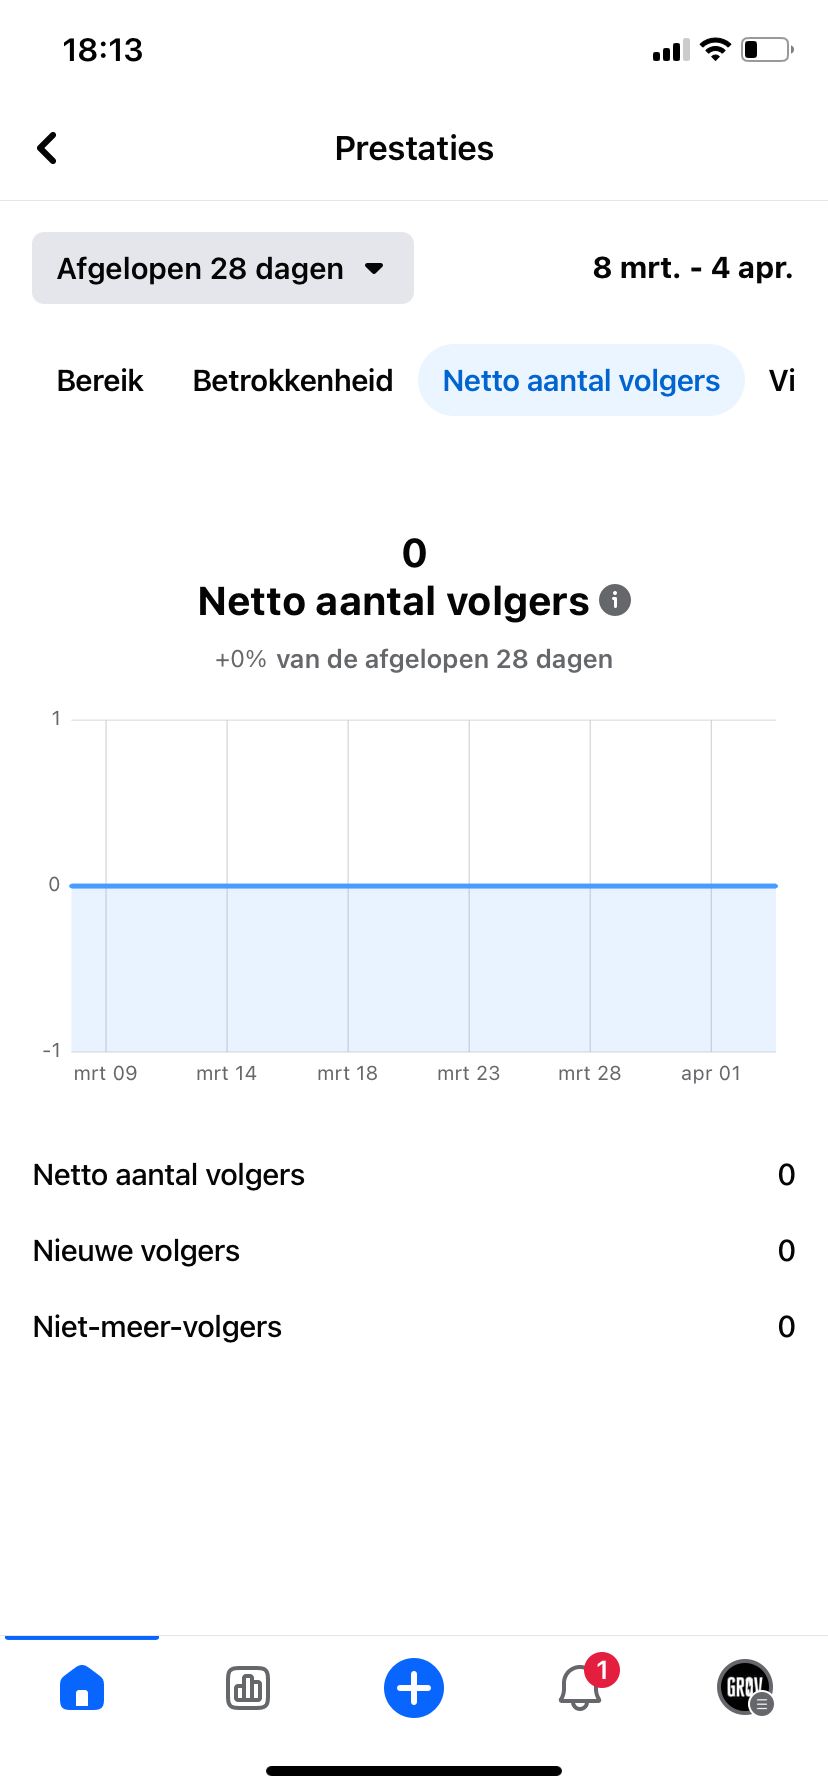 18:13
Prestaties
Afgelopen 28 dagen
8 mrt. - 4 apr.
Bereik Betrokkenheid Netto aantal volgers Vi
0
Netto aantal volgers
+0% van de afgelopen 28 dagen
1
0
-1
mrt 09 mrt 14 mrt 18 mrt 23 mrt 28 apr 01
Netto aantal volgers 0
Nieuwe volgers 0
Niet-meer-volgers 0
1
GROV